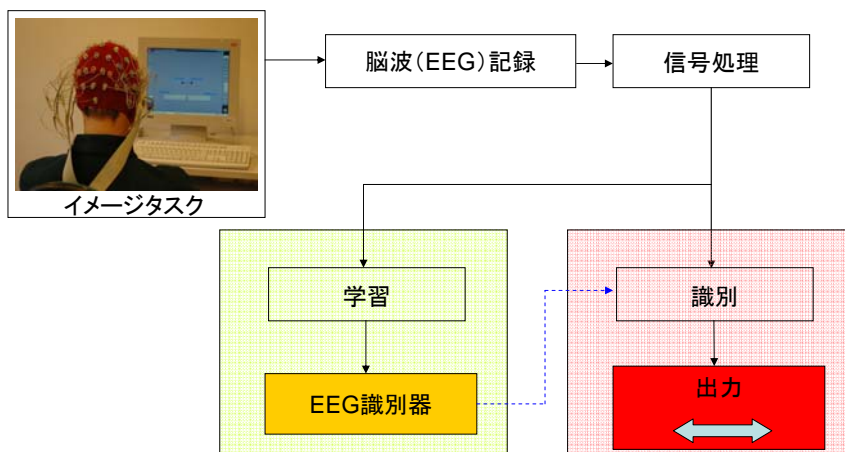 イメージタスク
脳波(EEG)記録
信号処理
学習
EEG識別器
識別
出力